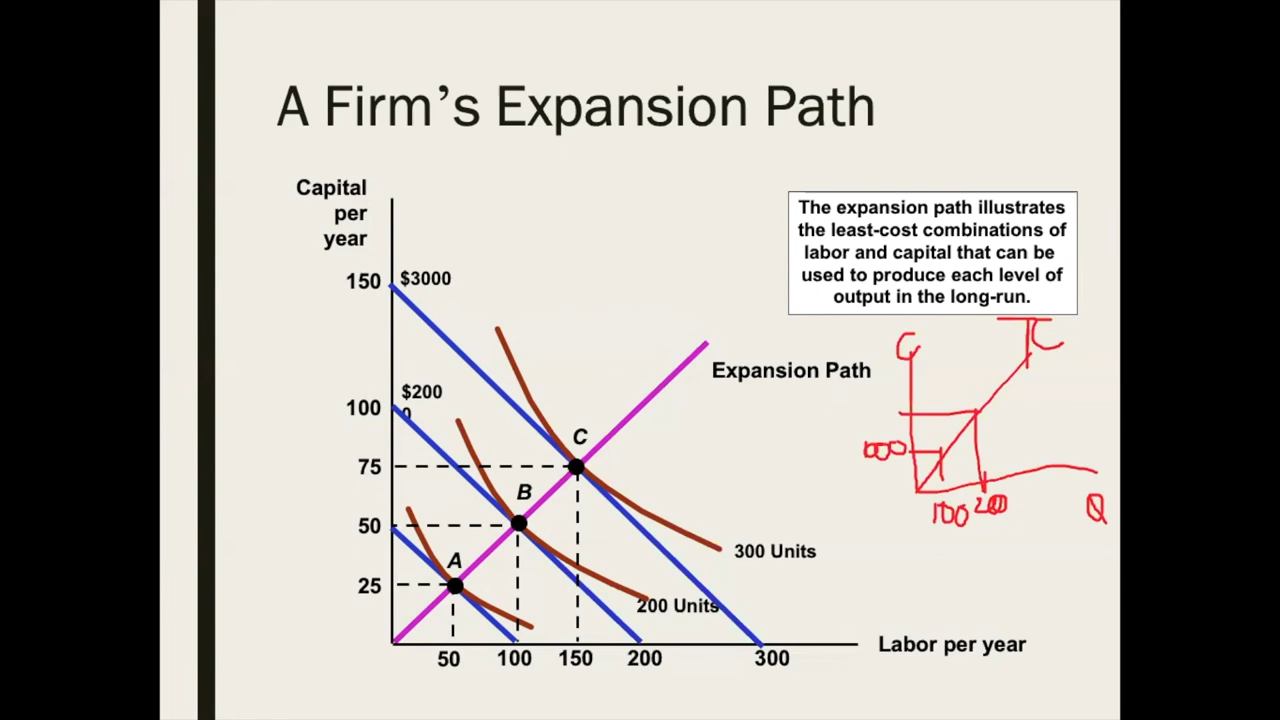 A Firm’s Expansion Path
Capital
per
year
The expansion path illustrates
the least-cost combinations of
labor and capital that can be
used to produce each level of
output in the long-run.
150
$3000
C
TC
Expansion Path
$200
0
100
C
75
000
B
100
200
Q
50
300 Units
A
25
200 Units
Labor per year
50
100
150
200
300